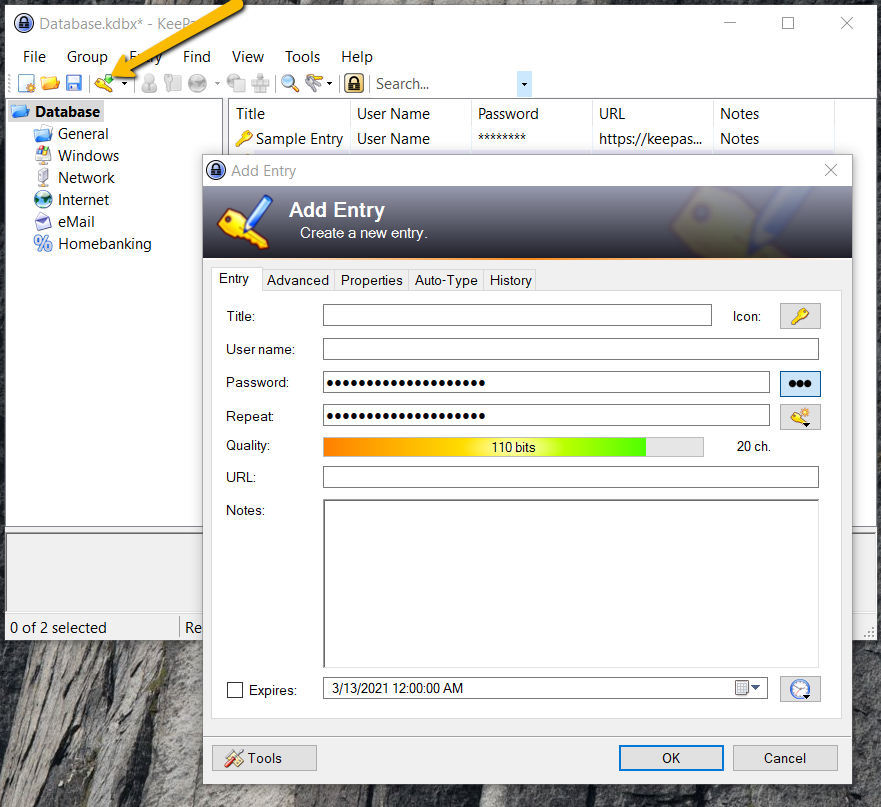 Database.kdbx* - KeePa
File Group Entry Find View Tools Help
Search...
Database
General
Windows
Network
Internet
eMail
Homebanking
Title User Name Password URL Notes
Sample Entry User Name ******** https://keepas... Notes
0 of 2 selected Re
Add Entry
Add Entry
Create a new entry.
Entry Advanced Properties Auto-Type History
Title: Icon:
User name:
Password: ●●●●●●●●●●●●●●●●●●●● ●●●
Repeat: ●●●●●●●●●●●●●●●●●●●●
Quality: 110 bits 20 ch.
URL:
Notes:
Expires: 3/13/2021 12:00:00 AM
Tools OK Cancel